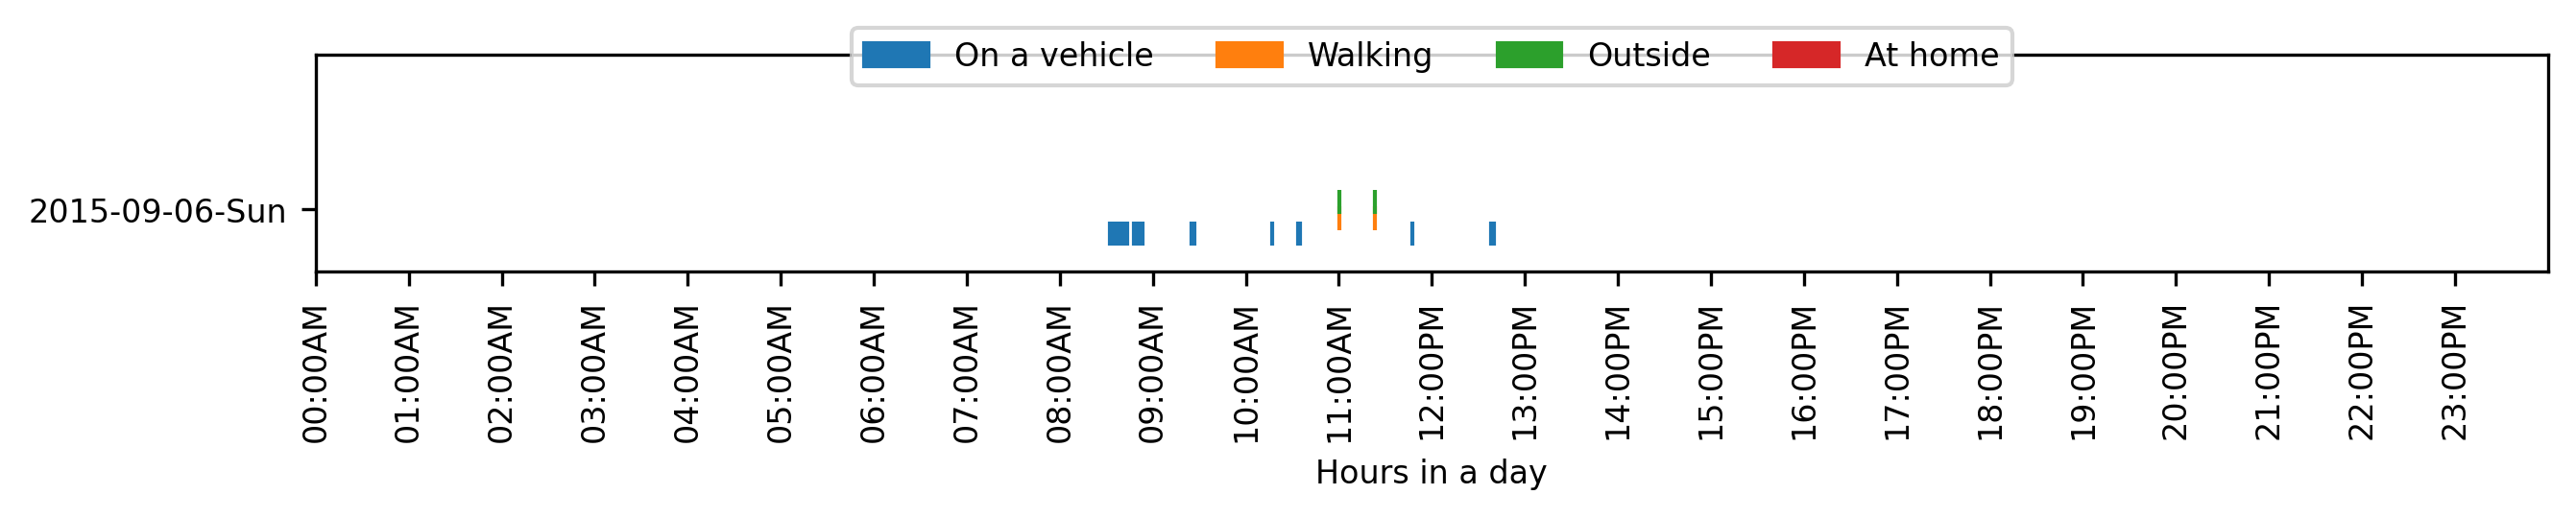 On a vehicle Walking Outside At home
2015-09-06-Sun
00:00AM 01:00AM 02:00AM 03:00AM 04:00AM 05:00AM 06:00AM 07:00AM 08:00AM 09:00AM 10:00AM 11:00AM 12:00PM 13:00PM 14:00PM 15:00PM 16:00PM 17:00PM 18:00PM 19:00PM 20:00PM 21:00PM 22:00PM 23:00PM
Hours in a day